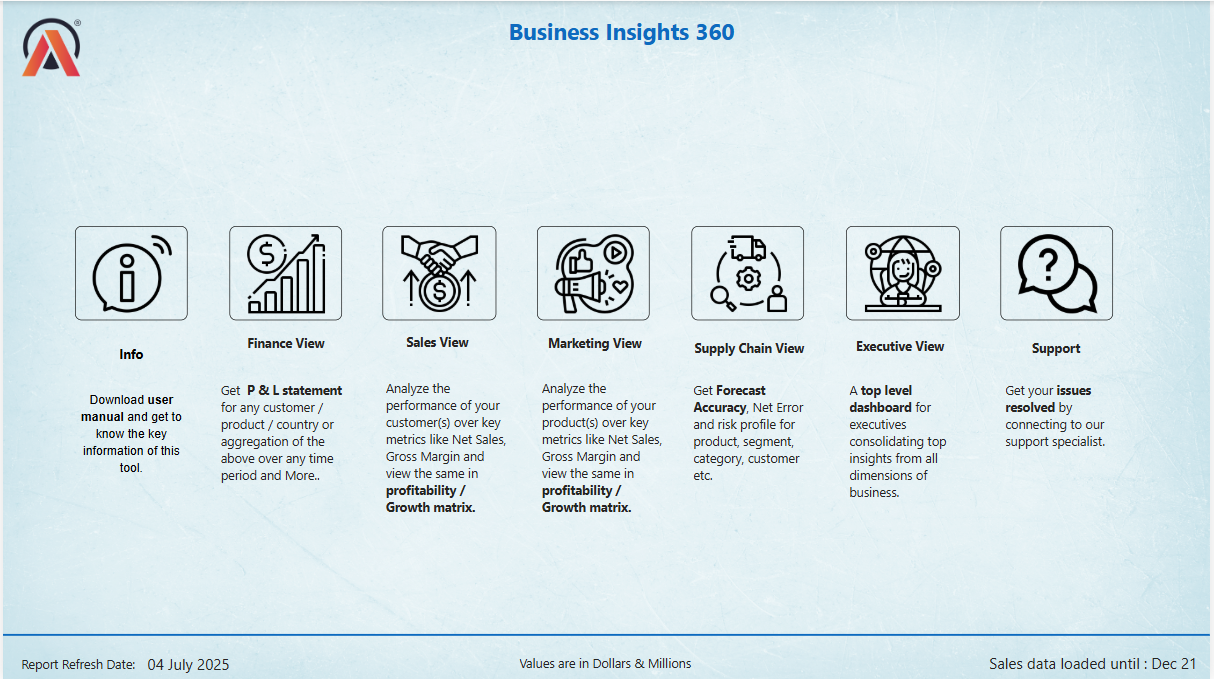 ®
Business Insights 360
Info
Download user
manual and get to
know the key
information of this
tool.
Finance View
Get P & L statement
for any customer /
product / country or
aggregation of the
above over any time
period and More..
Sales View
Analyze the
performance of your
customer(s) over key
metrics like Net Sales,
Gross Margin and
view the same in
profitability /
Growth matrix.
Marketing View
Analyze the
performance of your
product(s) over key
metrics like Net Sales,
Gross Margin and
view the same in
profitability /
Growth matrix.
Supply Chain View
Get Forecast
Accuracy, Net Error
and risk profile for
product, segment,
category, customer
etc.
Executive View
A top level
dashboard for
executives
consolidating top
insights from all
dimensions of
business.
Support
Get your issues
resolved by
connecting to our
support specialist.
Report Refresh Date: 04 July 2025
Values are in Dollars & Millions
Sales data loaded until : Dec 21